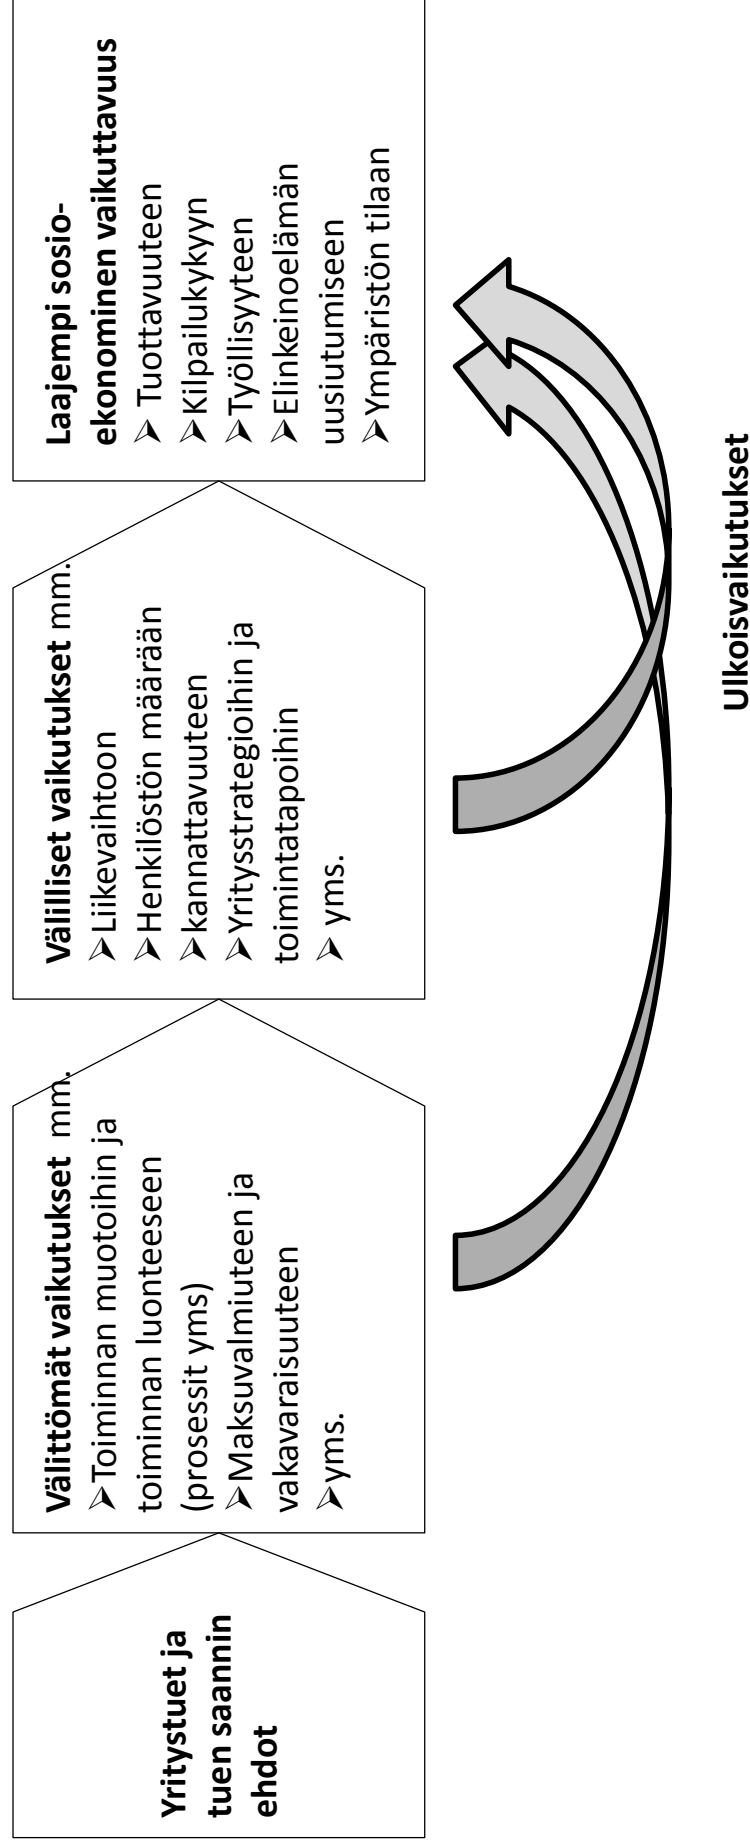 Yritystuet ja
tuen saannin
ehdot
Välittömät vaikutukset mm.
➢Toiminnan muotoihin ja
toiminnan luonteeseen
(prosessit yms)
➢Maksuvalmiuteen ja
vakavaraisuuteen
➢yms.
Välilliset vaikutukset mm.
➢Liikevaihtoon
➢Henkilöstön määrään
➢kannattavuuteen
➢Yritysstrategioihin ja
toimintatapoihin
➢ yms.
Laajempi sosio-
ekonominen vaikuttavuus
➢ Tuottavuuteen
➢Kilpailukykyyn
➢Työllisyyteen
➢Elinkeinoelämän
uusiutumiseen
➢Ympäristön tilaan
Ulkoisvaikutukset